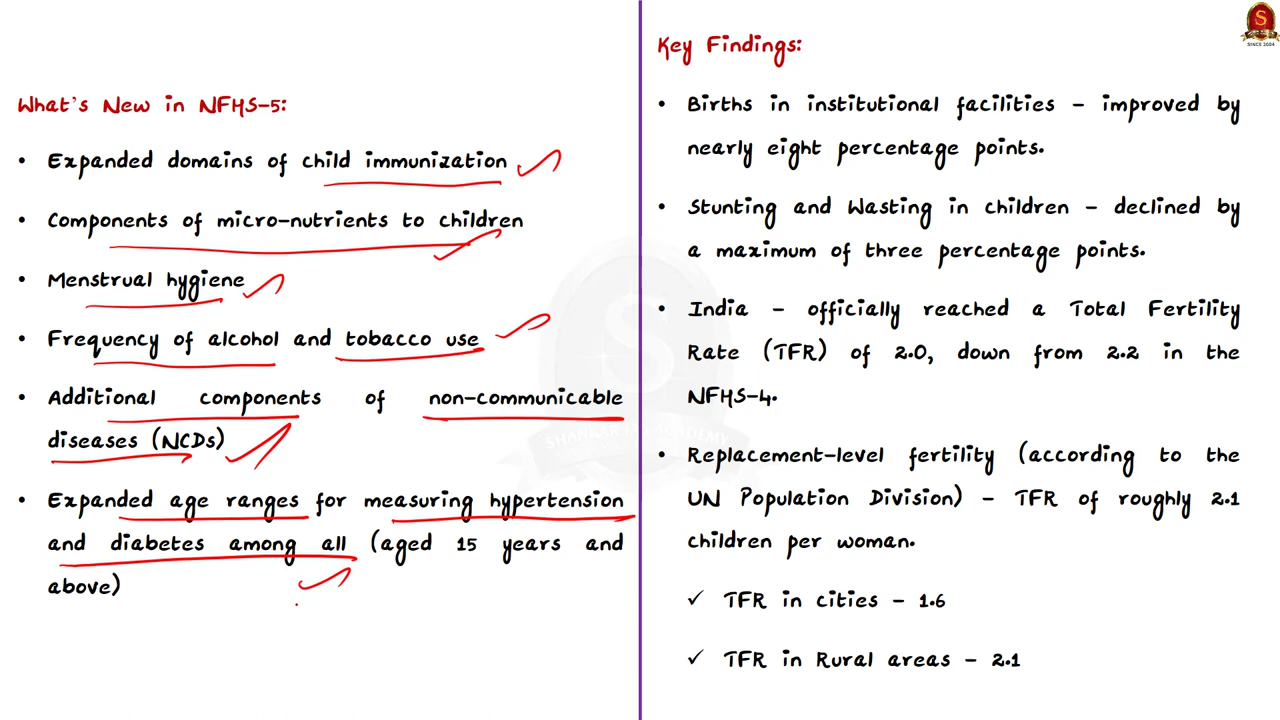 What's New in NFHS-5:
• Expanded domains of child immunization
• Components of micro-nutrients to children
• Menstrual hygiene
• Frequency of alcohol and tobacco use
• Additional components of non-communicable
diseases (NCDs)
• Expanded age ranges for measuring hypertension
and diabetes among all (aged 15 years and
above)
Key Findings:
• Births in institutional facilities – improved by
nearly eight percentage points.
• Stunting and Wasting in children – declined by
a maximum of three percentage points.
• India – officially reached a Total Fertility
Rate (TFR) of 2.0, down from 2.2 in the
NFHS-4.
• Replacement-level fertility (according to the
UN Population Division) – TFR of roughly 2.1
children per woman.
✓ TFR in cities – 1.6
✓ TFR in Rural areas – 2.1
S
SINCE 2004
S